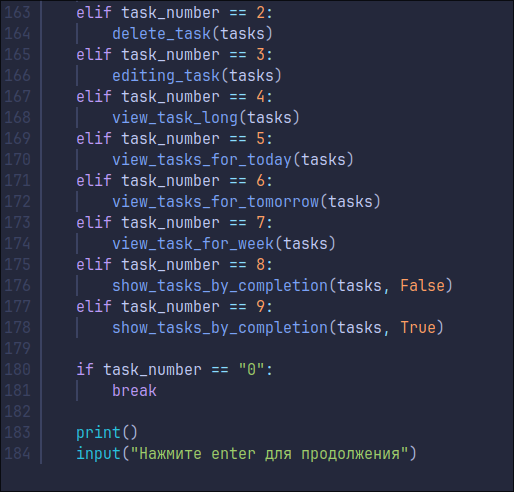 163 elif task_number == 2:
164 delete_task(tasks)
165 elif task_number == 3:
166 editing_task(tasks)
167 elif task_number == 4:
168 view_task_long(tasks)
169 elif task_number == 5:
170 view_tasks_for_today(tasks)
171 elif task_number == 6:
172 view_tasks_for_tomorrow(tasks)
173 elif task_number == 7:
174 view_task_for_week(tasks)
175 elif task_number == 8:
176 show_tasks_by_completion(tasks, False)
177 elif task_number == 9:
178 show_tasks_by_completion(tasks, True)
179
180 if task_number == "0":
181 break
182
183 print()
184 input("Нажмите enter для продолжения")